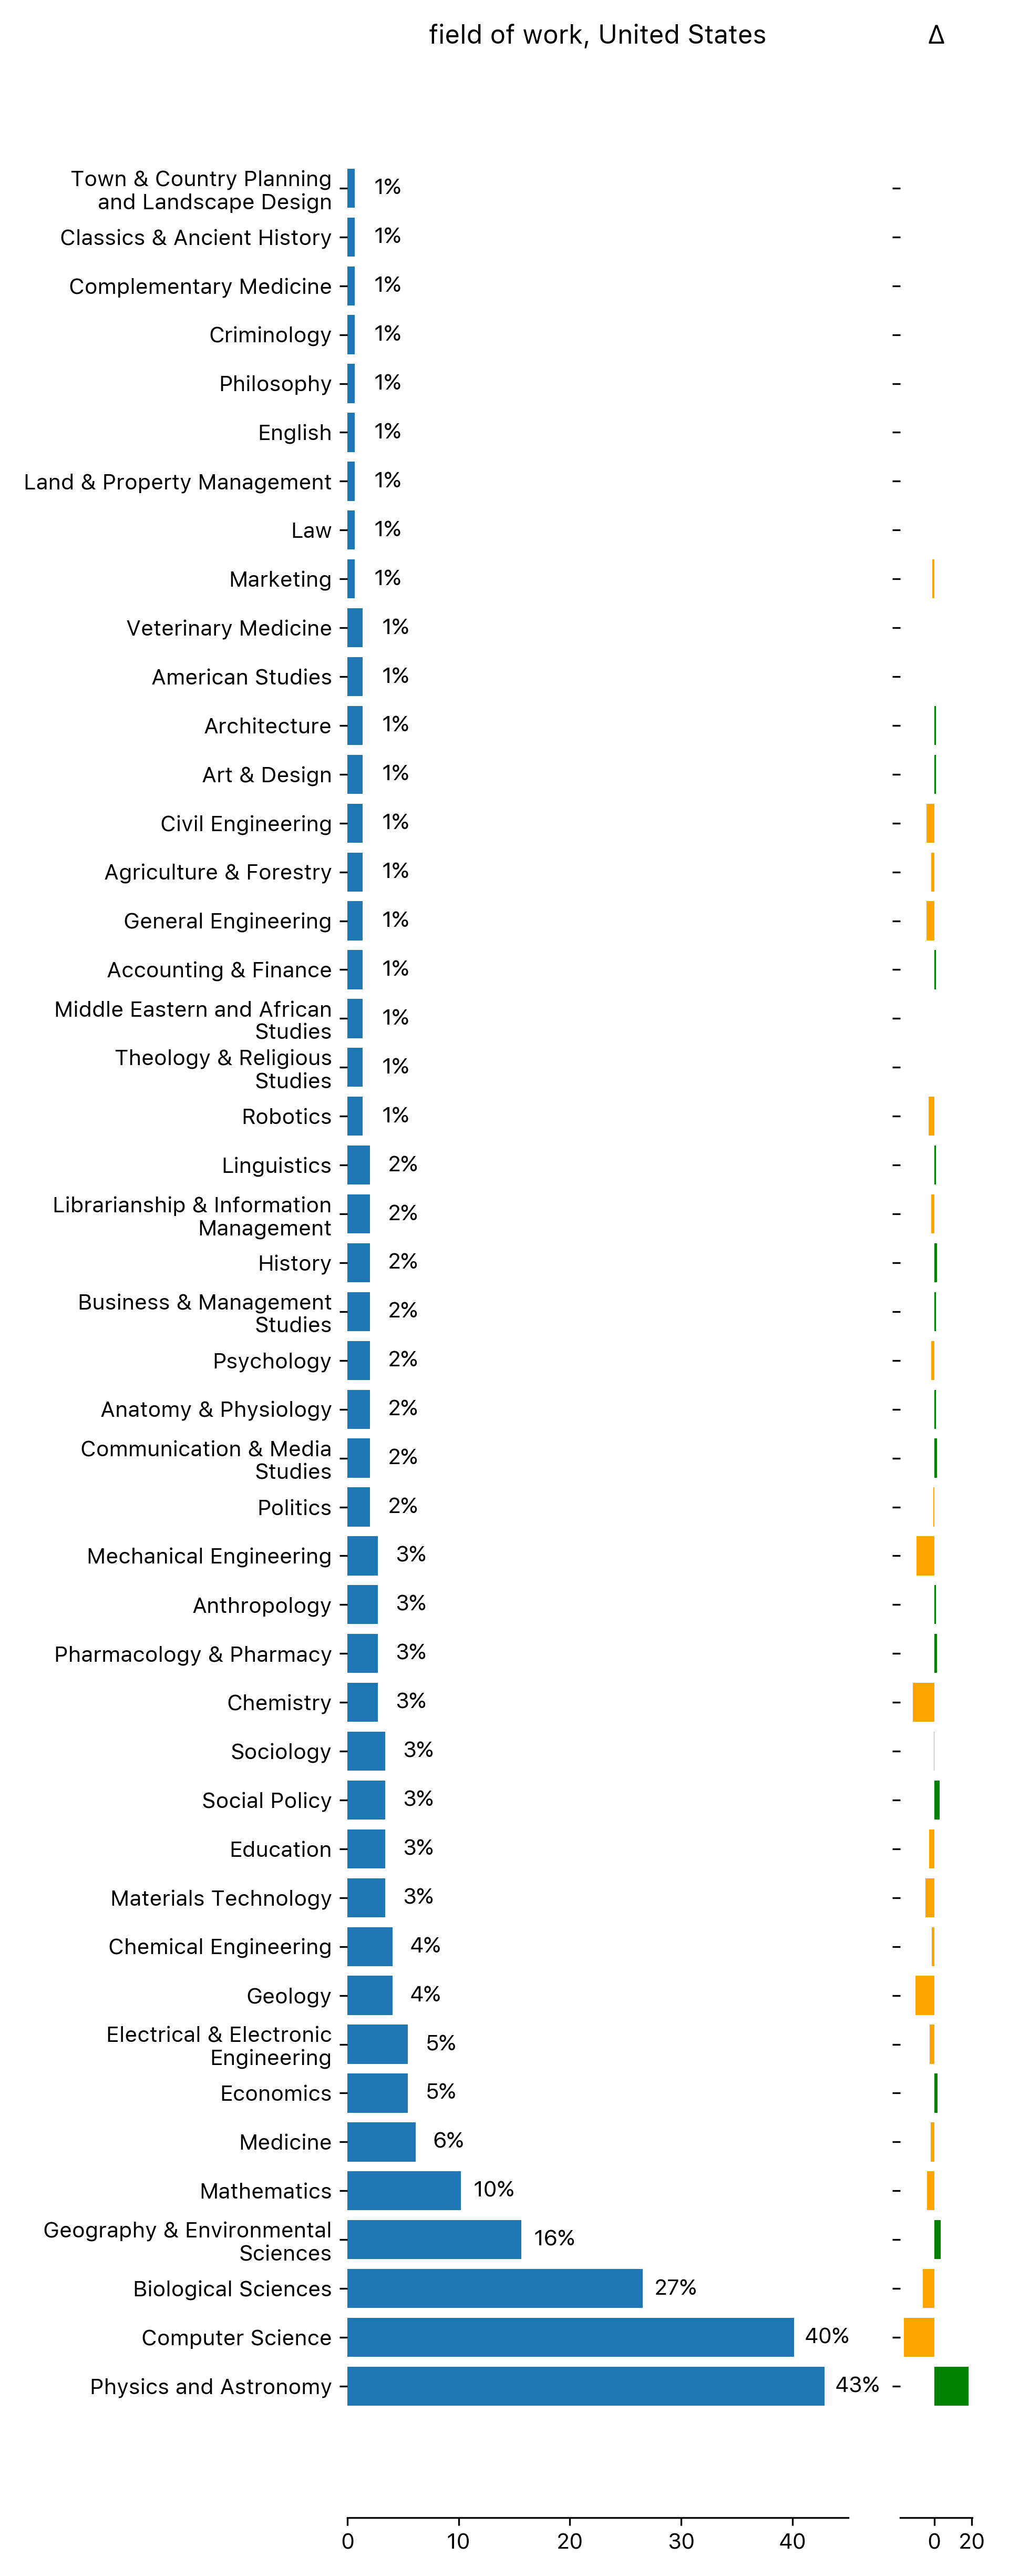 field of work, United States Δ
Town & Country Planning
and Landscape Design 1%
Classics & Ancient History 1%
Complementary Medicine 1%
Criminology 1%
Philosophy 1%
English 1%
Land & Property Management 1%
Law 1%
Marketing 1%
Veterinary Medicine 1%
American Studies 1%
Architecture 1%
Art & Design 1%
Civil Engineering 1%
Agriculture & Forestry 1%
General Engineering 1%
Accounting & Finance 1%
Middle Eastern and African
Studies 1%
Theology & Religious
Studies 1%
Robotics 1%
Linguistics 2%
Librarianship & Information
Management 2%
History 2%
Business & Management
Studies 2%
Psychology 2%
Anatomy & Physiology 2%
Communication & Media
Studies 2%
Politics 2%
Mechanical Engineering 3%
Anthropology 3%
Pharmacology & Pharmacy 3%
Chemistry 3%
Sociology 3%
Social Policy 3%
Education 3%
Materials Technology 3%
Chemical Engineering 4%
Geology 4%
Electrical & Electronic
Engineering 5%
Economics 5%
Medicine 6%
Mathematics 10%
Geography & Environmental
Sciences 16%
Biological Sciences 27%
Computer Science 40%
Physics and Astronomy 43%
0 10 20 30 40 0 20